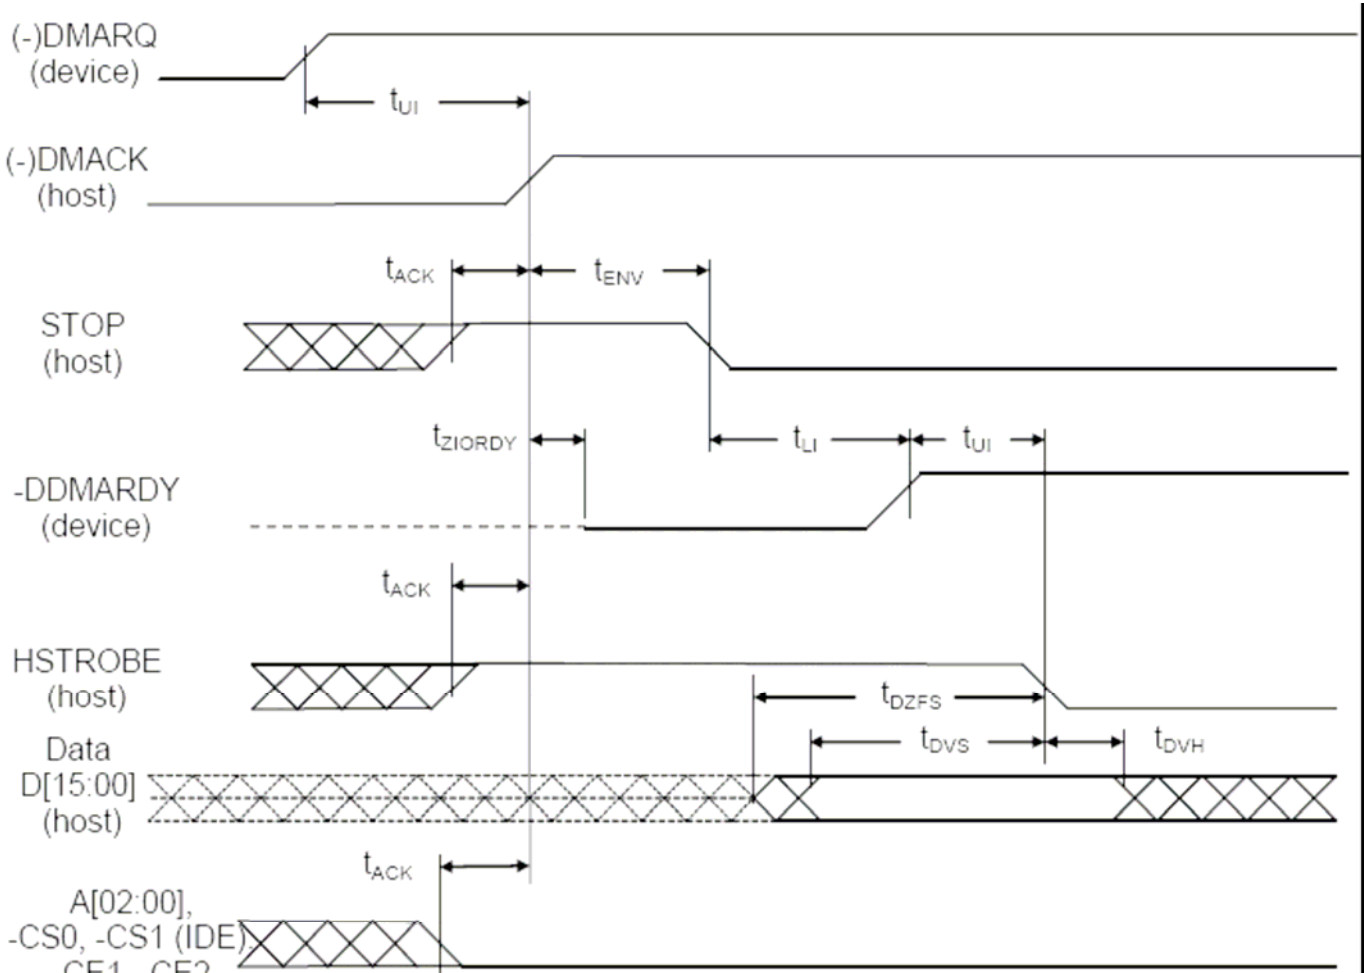 (-)DMARQ
(device)
tUI
(-)DMACK
(host)
tACK
tENV
STOP
(host)
tZIORDY
tLI
tUI
-DDMARDY
(device)
tACK
HSTROBE
(host)
tDZFS
Data
tDVS
tDVH
D[15:00]
(host)
tACK
A[02:00],
-CS0, -CS1 (IDE)